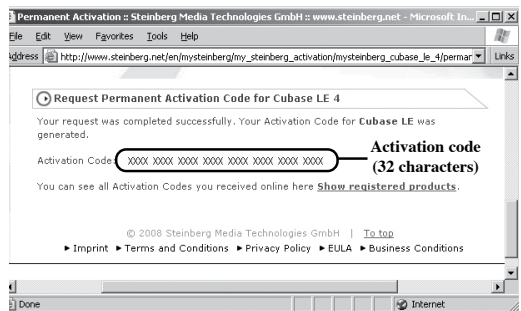 Permanent Activation :: Steinberg Media Technologies GmbH :: www.steinberg.net - Microsoft In...
File Edit View Favorites Tools Help
Address http://www.steinberg.net/en/mysteinberg/my_steinberg_activation/mysteinberg_cubase_le_4/permar Links
Request Permanent Activation Code for Cubase LE 4
Your request was completed successfully. Your Activation Code for Cubase LE was
generated.
Activation Code: XXXX XXXX XXXX XXXX XXXX XXXX XXXX XXXX
Activation code
(32 characters)
You can see all Activation Codes you received online here Show registered products.
© 2008 Steinberg Media Technologies GmbH | To top
Imprint Terms and Conditions Privacy Policy EULA Business Conditions
Done Internet